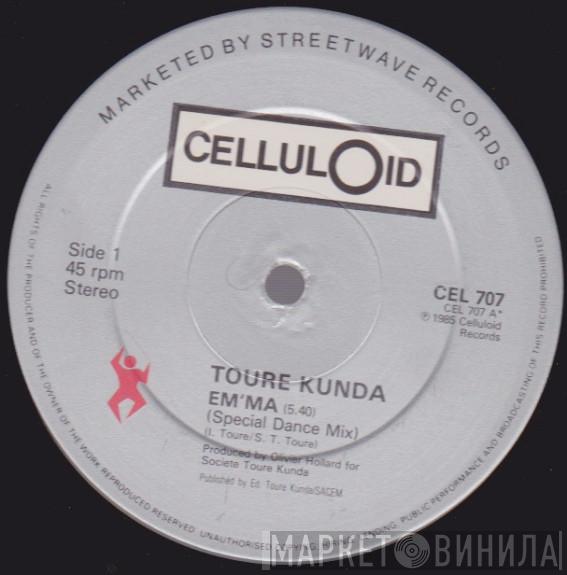 MARKETED BY STREETWAVE RECORDS
CELLULOID
Side 1
45 rpm
Stereo
CEL 707
CEL 707 A*
℗ 1985 Celluloid
Records
TOURE KUNDA
EM'MA (5.40)
(Special Dance Mix)
(I. Toure/S. T. Toure)
Produced by Olivier Hollard for
Societe Toure Kunda
Published by Ed. Toure Kunda/SACEM.
ALL RIGHTS OF THE PRODUCER AND OF THE OWNER OF THE WORK REPRODUCED RESERVED. UNAUTHORISED COPYING, HIRING, LENDING, PUBLIC PERFORMANCE AND BROADCASTING OF THIS RECORD PROHIBITED
МАРКЕТ ВИНИЛА